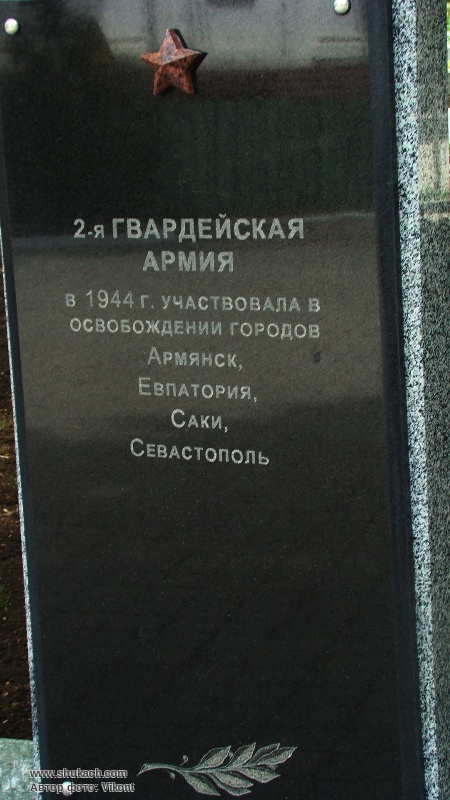 2-я ГВАРДЕЙСКАЯ
АРМИЯ
В 1944 Г. УЧАСТВОВАЛА В
ОСВОБОЖДЕНИИ ГОРОДОВ
АРМЯНСК,
ЕВПАТОРИЯ,
САКИ,
СЕВАСТОПОЛЬ
www.shukach.com
Автор фото: Vikont